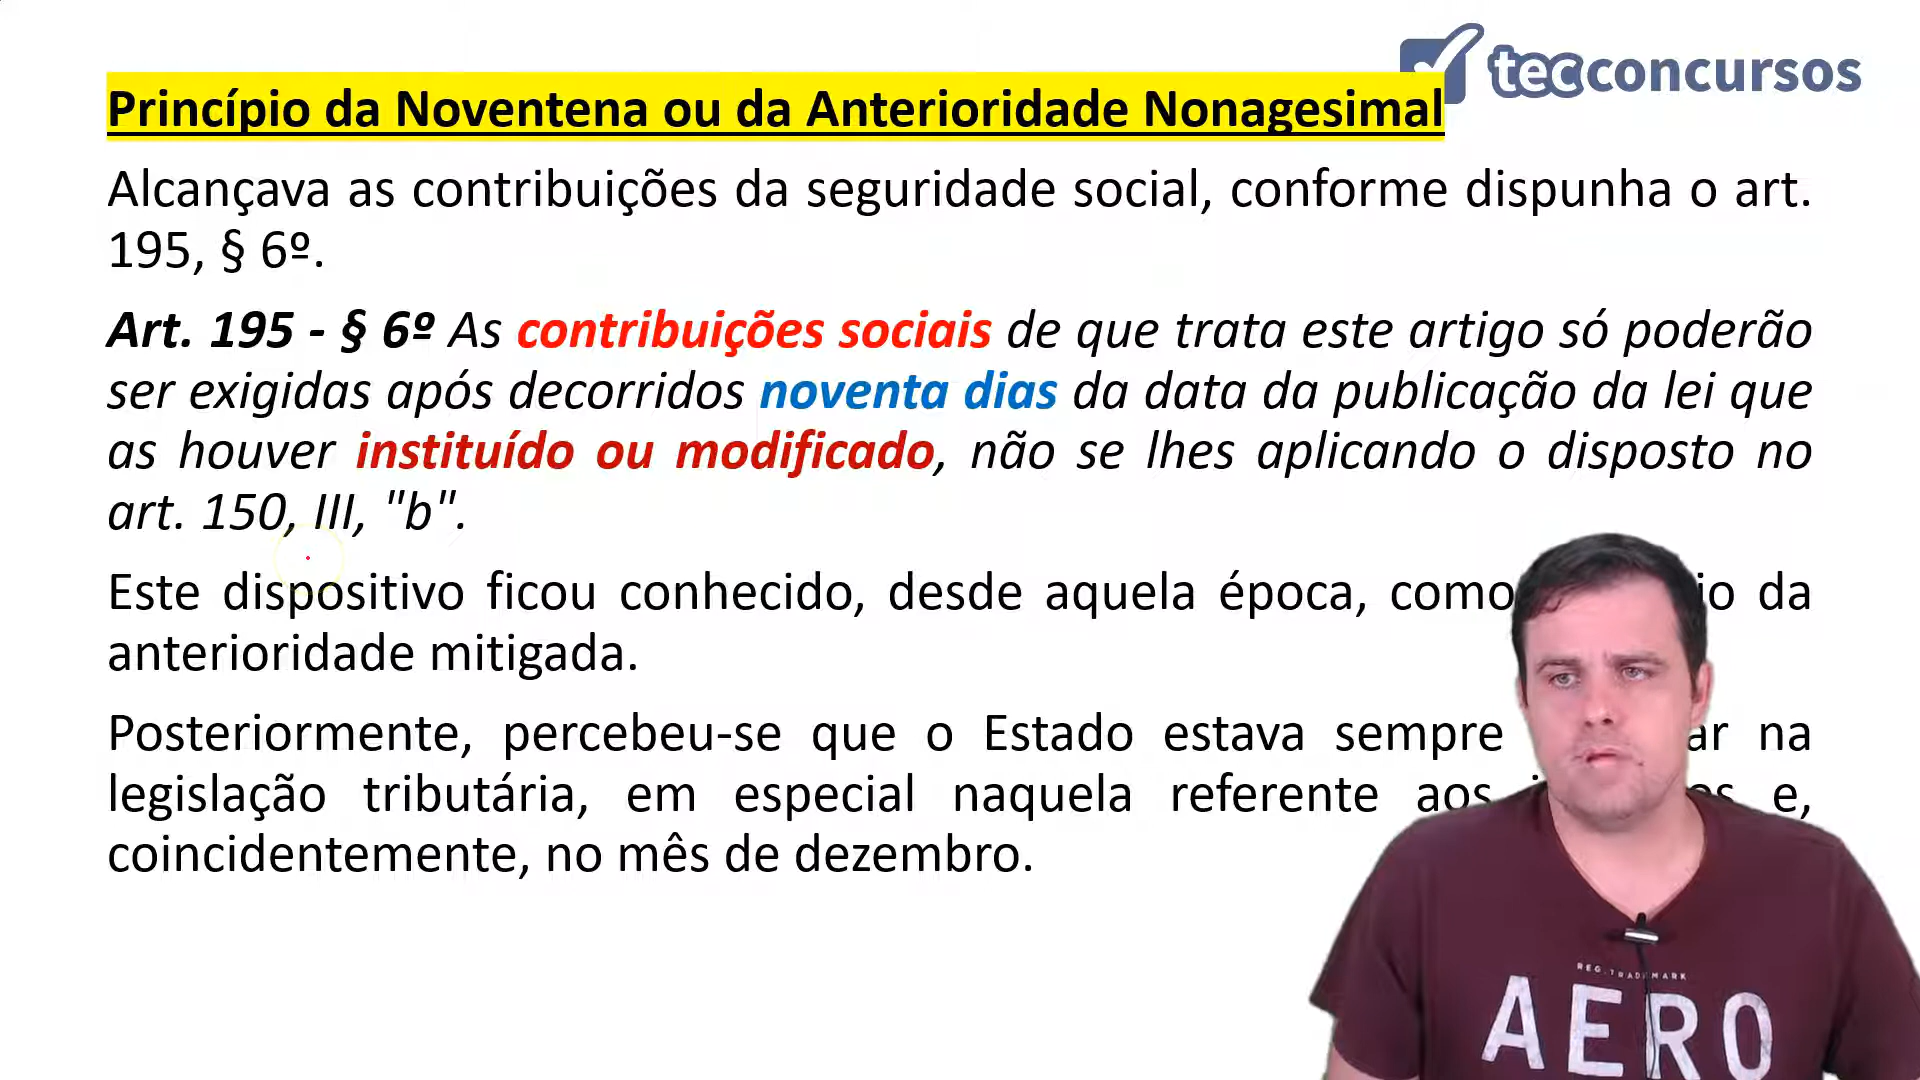 tecconcursos
Princípio da Noventena ou da Anterioridade Nonagesimal
Alcançava as contribuições da seguridade social, conforme dispunha o art.
195, § 6º.
Art. 195 - § 6º As contribuições sociais de que trata este artigo só poderão
ser exigidas após decorridos noventa dias da data da publicação da lei que
as houver instituído ou modificado, não se lhes aplicando o disposto no
art. 150, III, "b".
Este dispositivo ficou conhecido, desde aquela época, como da
anterioridade mitigada.
Posteriormente, percebeu-se que o Estado estava sempre na
legislação tributária, em especial naquela referente aos e,
coincidentemente, no mês de dezembro.
REG. TRADEMARK
AERO